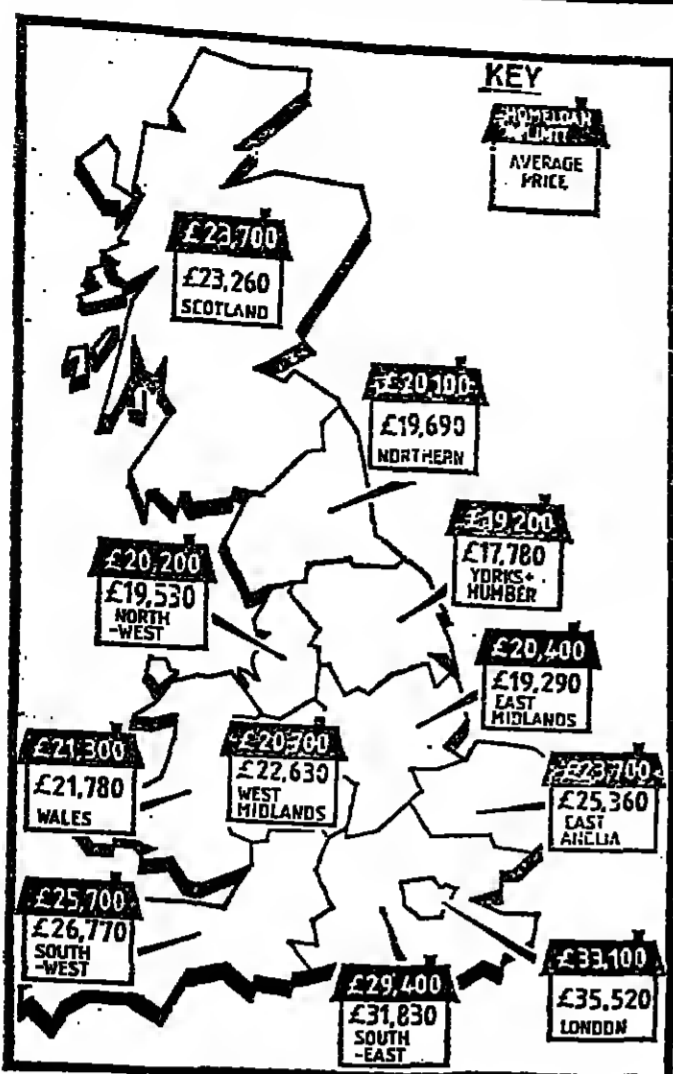 KEY
HOMELOAN
LIMIT
AVERAGE
PRICE
£23,700
£23,260
SCOTLAND
£20,100
£19,690
NORTHERN
£19,200
£17,780
YORKS+
HUMBER
£20,200
£19,530
NORTH
-WEST
£20,400
£19,290
EAST
MIDLANDS
£21,300
£21,780
WALES
£20,700
£22,630
WEST
MIDLANDS
£23,700
£25,360
EAST
ANGLIA
£25,700
£26,770
SOUTH
-WEST
£29,400
£31,830
SOUTH
-EAST
£33,100
£35,520
LONDON